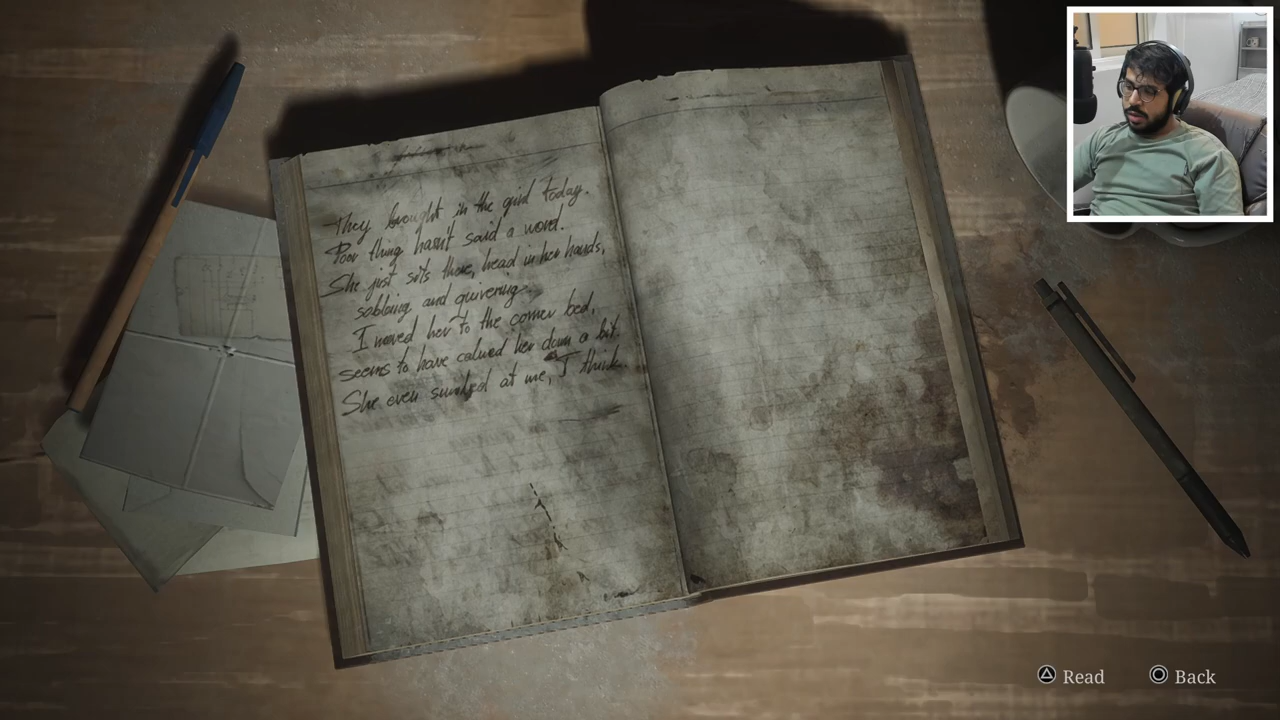 They brought in the girl today.
Poor thing hasn't said a word.
She just sits there, head in her hands,
sobbing and quivering.
I moved her to the corner bed,
seems to have calmed her down a bit.
She even smiled at me, I think.
Read
Back